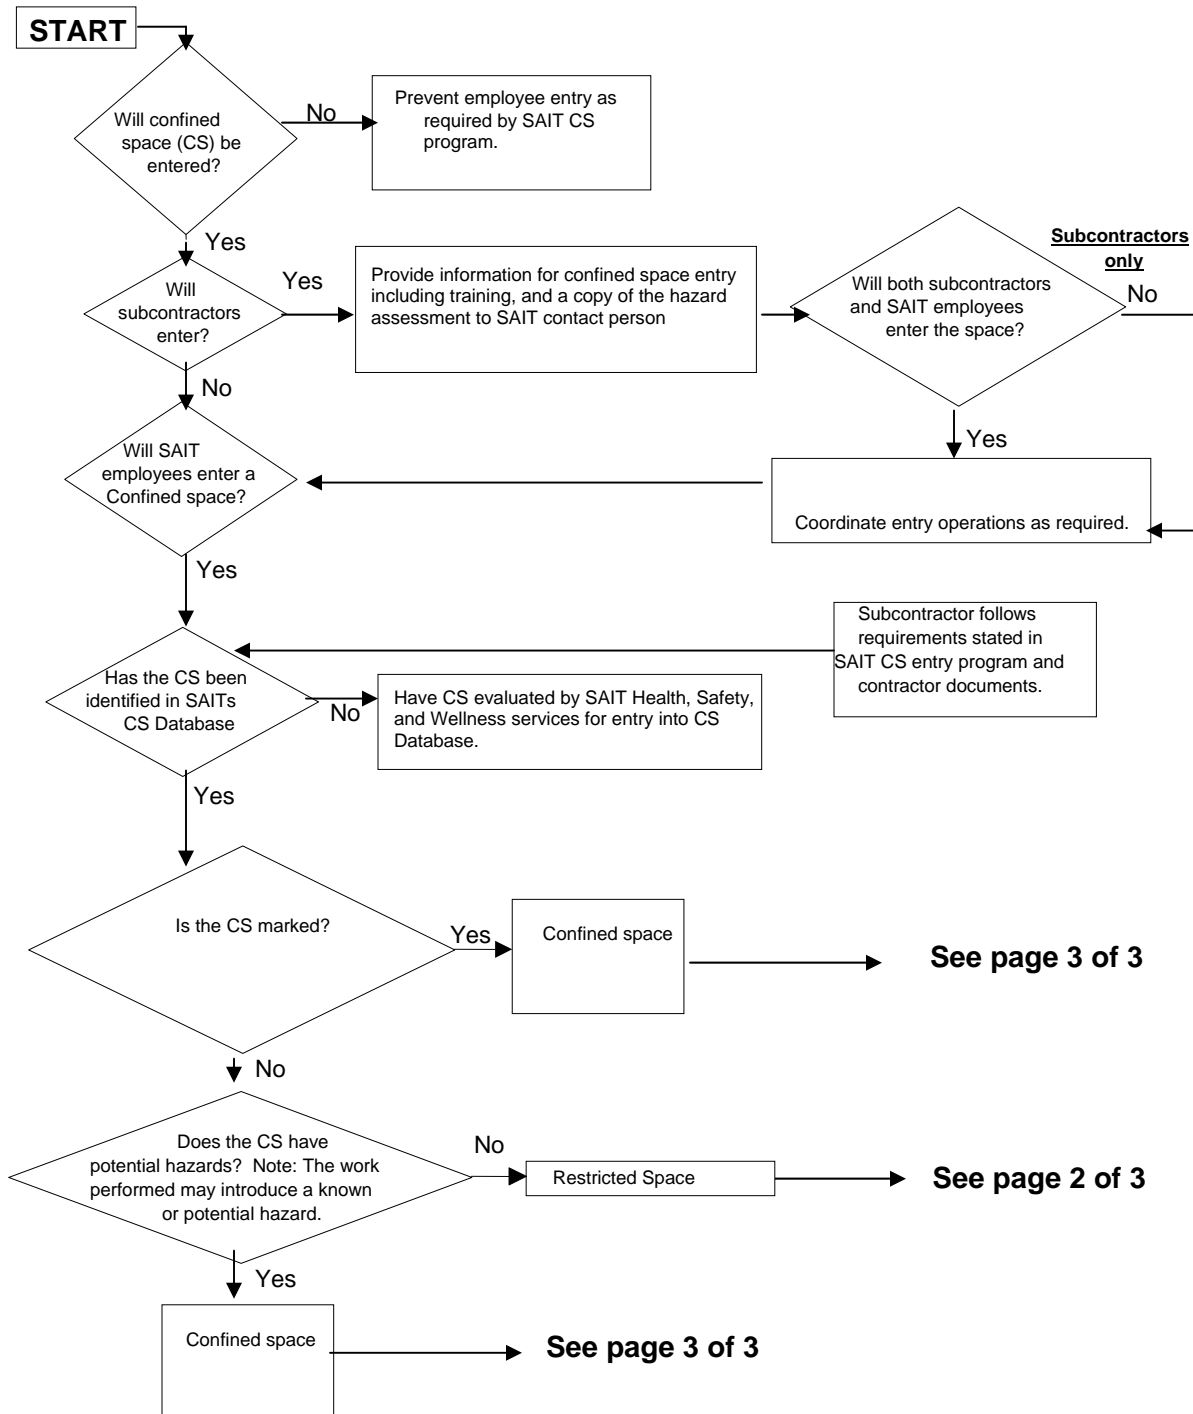 START
Will confined
space (CS) be
entered?
No
Prevent employee entry as
required by SAIT CS
program.
Yes
Will
subcontractors
enter?
Yes
Provide information for confined space entry
including training, and a copy of the hazard
assessment to SAIT contact person
Will both subcontractors
and SAIT employees
enter the space?
Subcontractors
only
No
No
Yes
Will SAIT
employees enter a
Confined space?
Coordinate entry operations as required.
Yes
Subcontractor follows
requirements stated in
SAIT CS entry program and
contractor documents.
Has the CS been
identified in SAITs
CS Database
No
Have CS evaluated by SAIT Health, Safety,
and Wellness services for entry into CS
Database.
Yes
Is the CS marked?
Yes
Confined space
See page 3 of 3
No
Does the CS have
potential hazards? Note: The work
performed may introduce a known
or potential hazard.
No
Restricted Space
See page 2 of 3
Yes
Confined space
See page 3 of 3